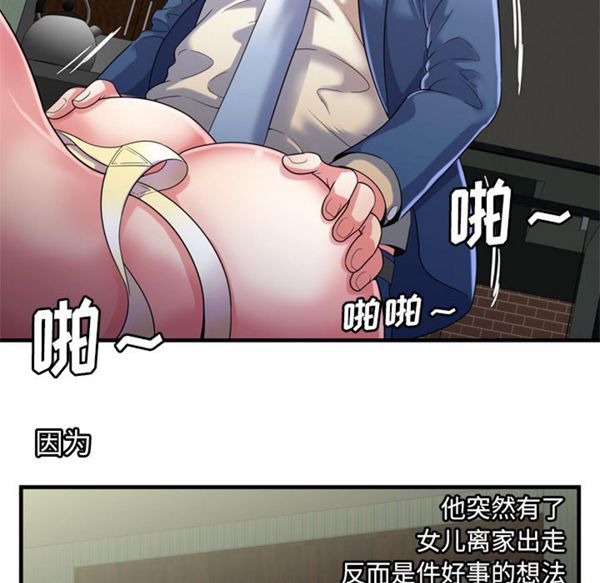 啪～
啪啪～
啪～
因为
他突然有了
女儿离家出走
反而是件好事的想法